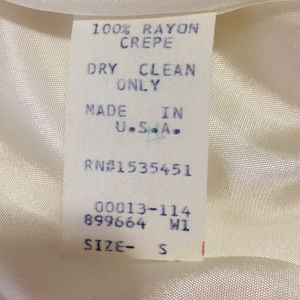 100% RAYON
CREPE
DRY CLEAN
ONLY
MADE IN
U.S.A.
RN#1535451
00013-114
899664 W1
SIZE- S